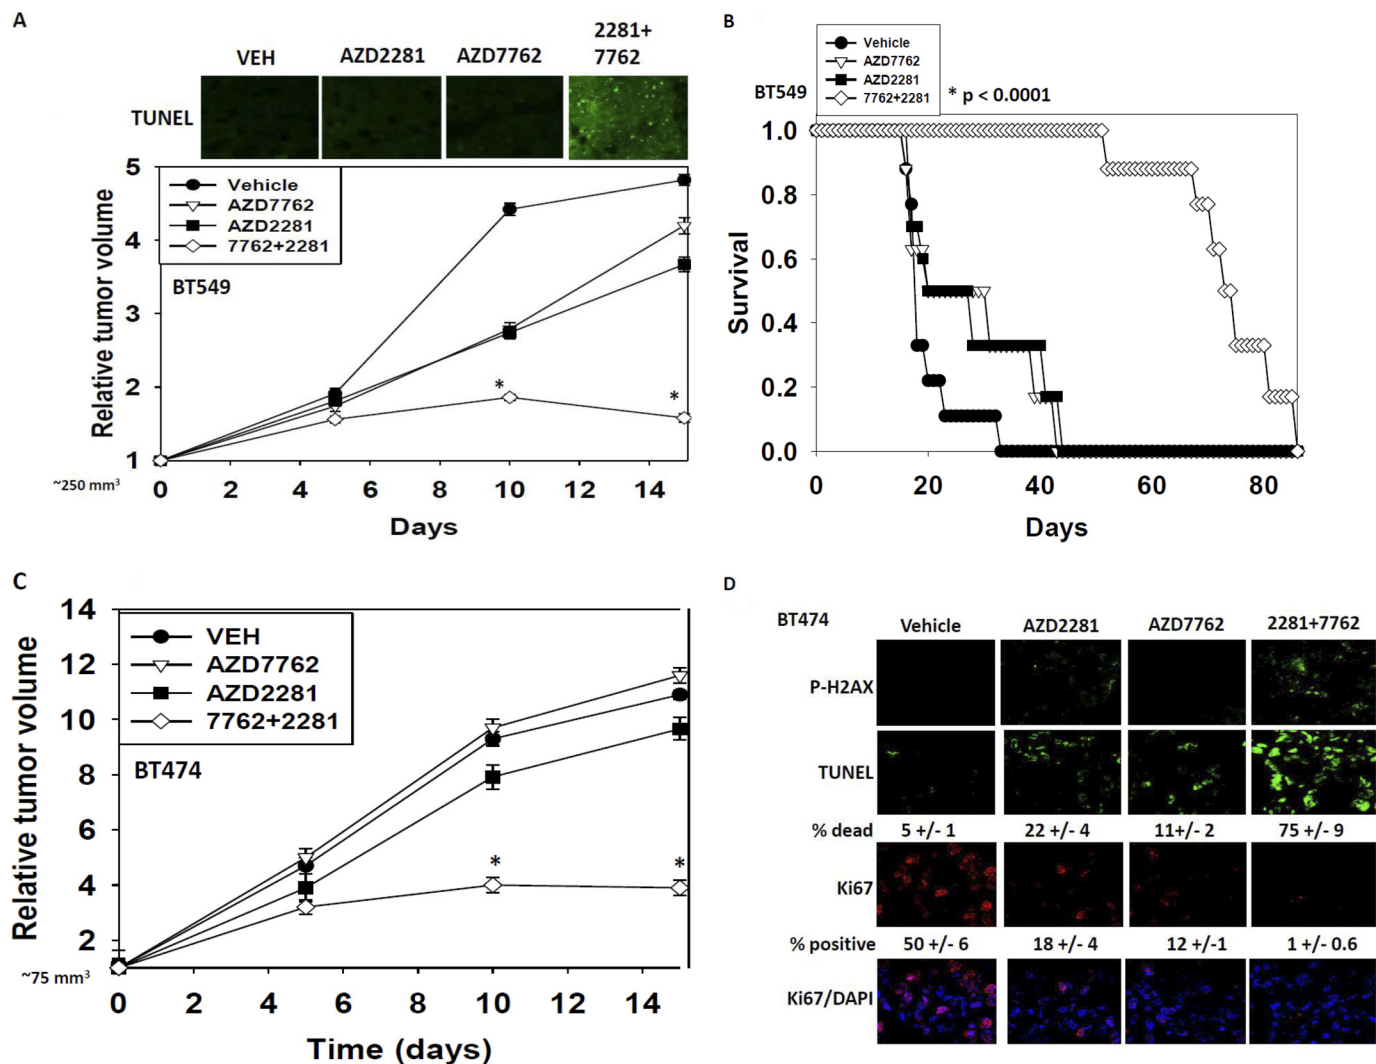 A
VEH
AZD2281
AZD7762
2281+
7762
TUNEL
Vehicle
AZD7762
AZD2281
7762+2281
BT549
*
*
Relative tumor volume
5
4
3
2
1
~250 mm³
0
2
4
6
8
10
12
14
Days
B
Vehicle
AZD7762
AZD2281
7762+2281
BT549
* p < 0.0001
Survival
1.0
0.8
0.6
0.4
0.2
0.0
0
20
40
60
80
Days
C
VEH
AZD7762
AZD2281
7762+2281
BT474
*
*
Relative tumor volume
14
12
10
8
6
4
2
~75 mm³
0
2
4
6
8
10
12
14
Time (days)
D
BT474
Vehicle
AZD2281
AZD7762
2281+7762
P-H2AX
TUNEL
% dead
5 +/- 1
22 +/- 4
11+/- 2
75 +/- 9
Ki67
% positive
50 +/- 6
18 +/- 4
12 +/-1
1 +/- 0.6
Ki67/DAPI